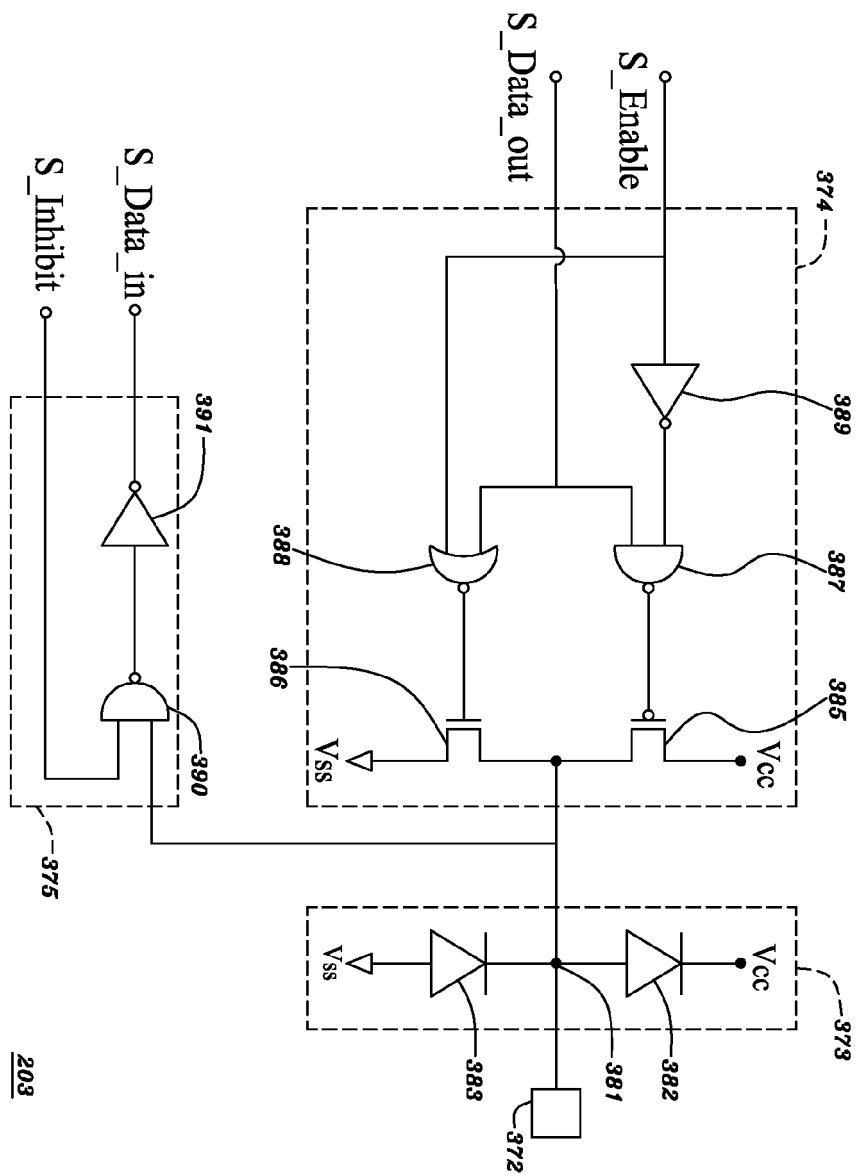 S_Enable
S_Data_out
374
389
387
388
385
386
Vcc
Vss
S_Data_in
S_Inhibit
391
390
375
Vcc
Vss
373
382
381
383
372
203